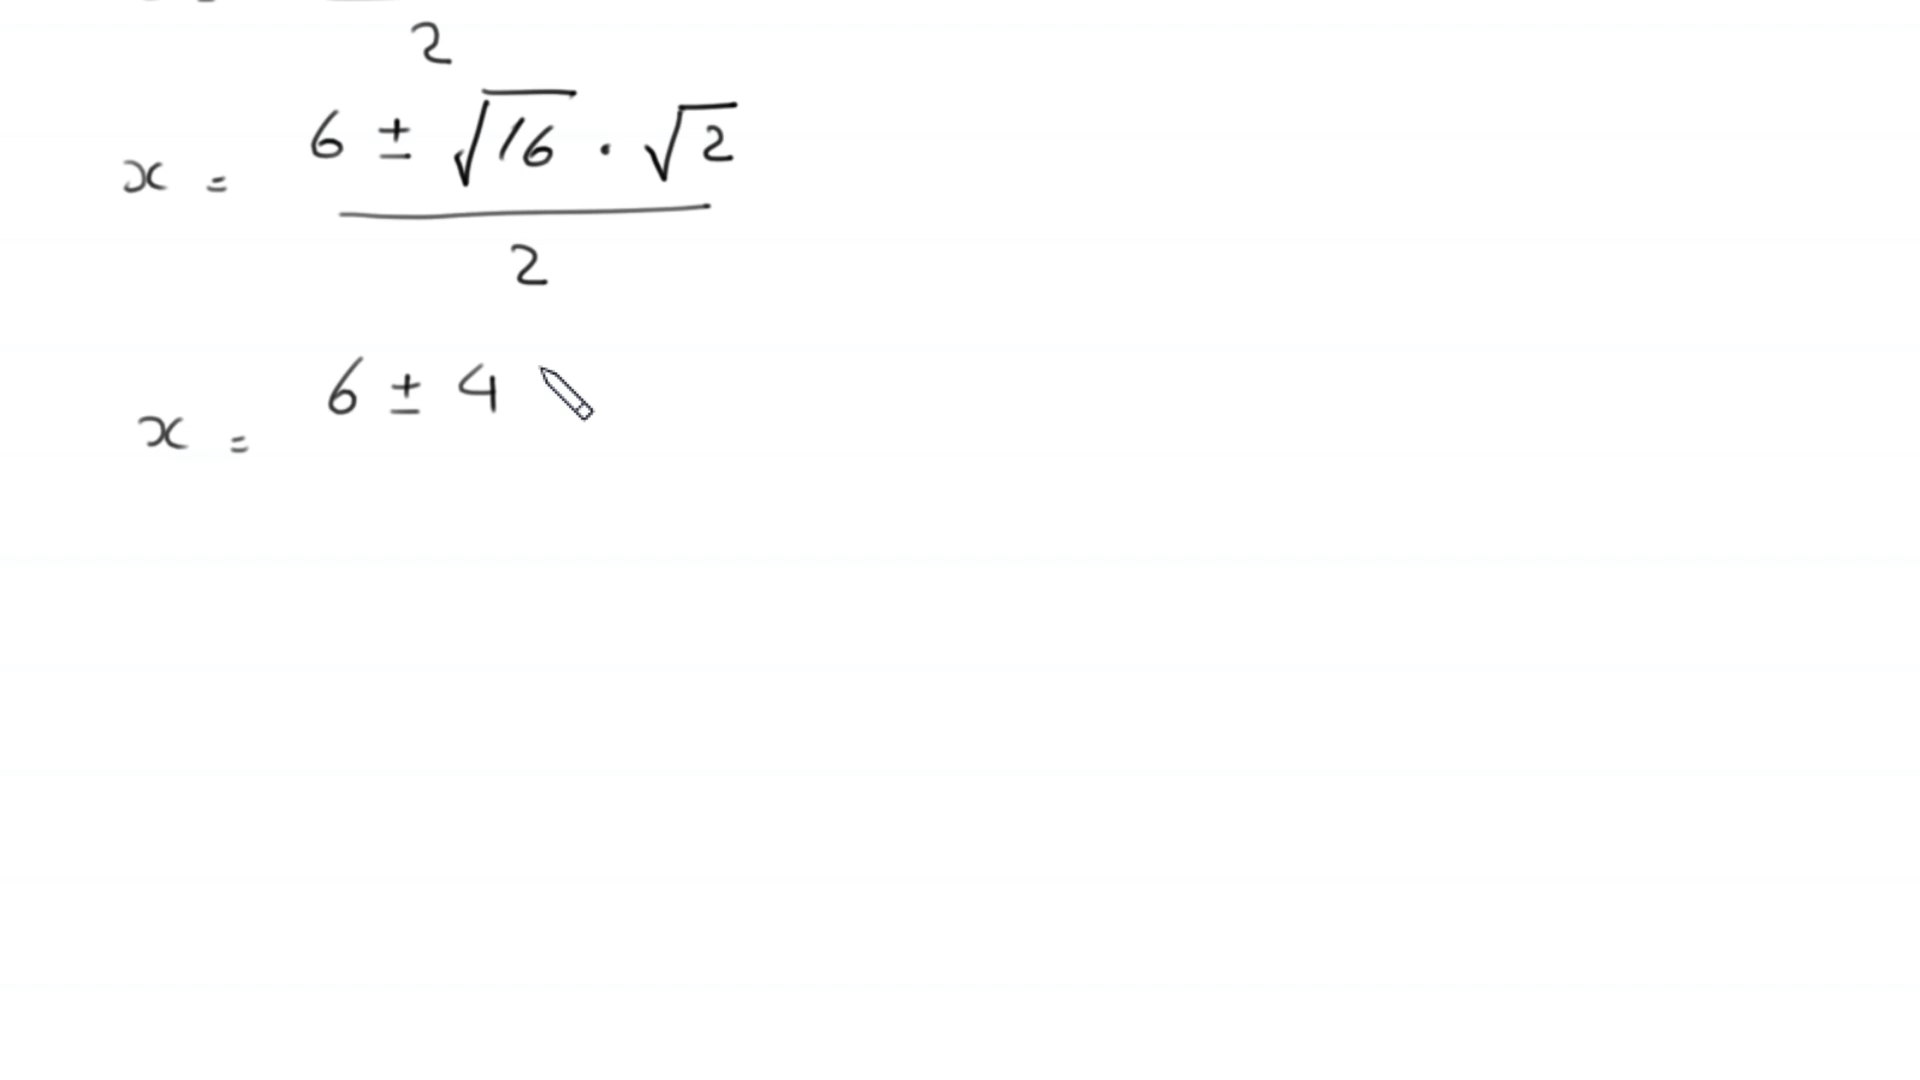 2
x = 6 ± √16 · √2
2
x = 6 ± 4